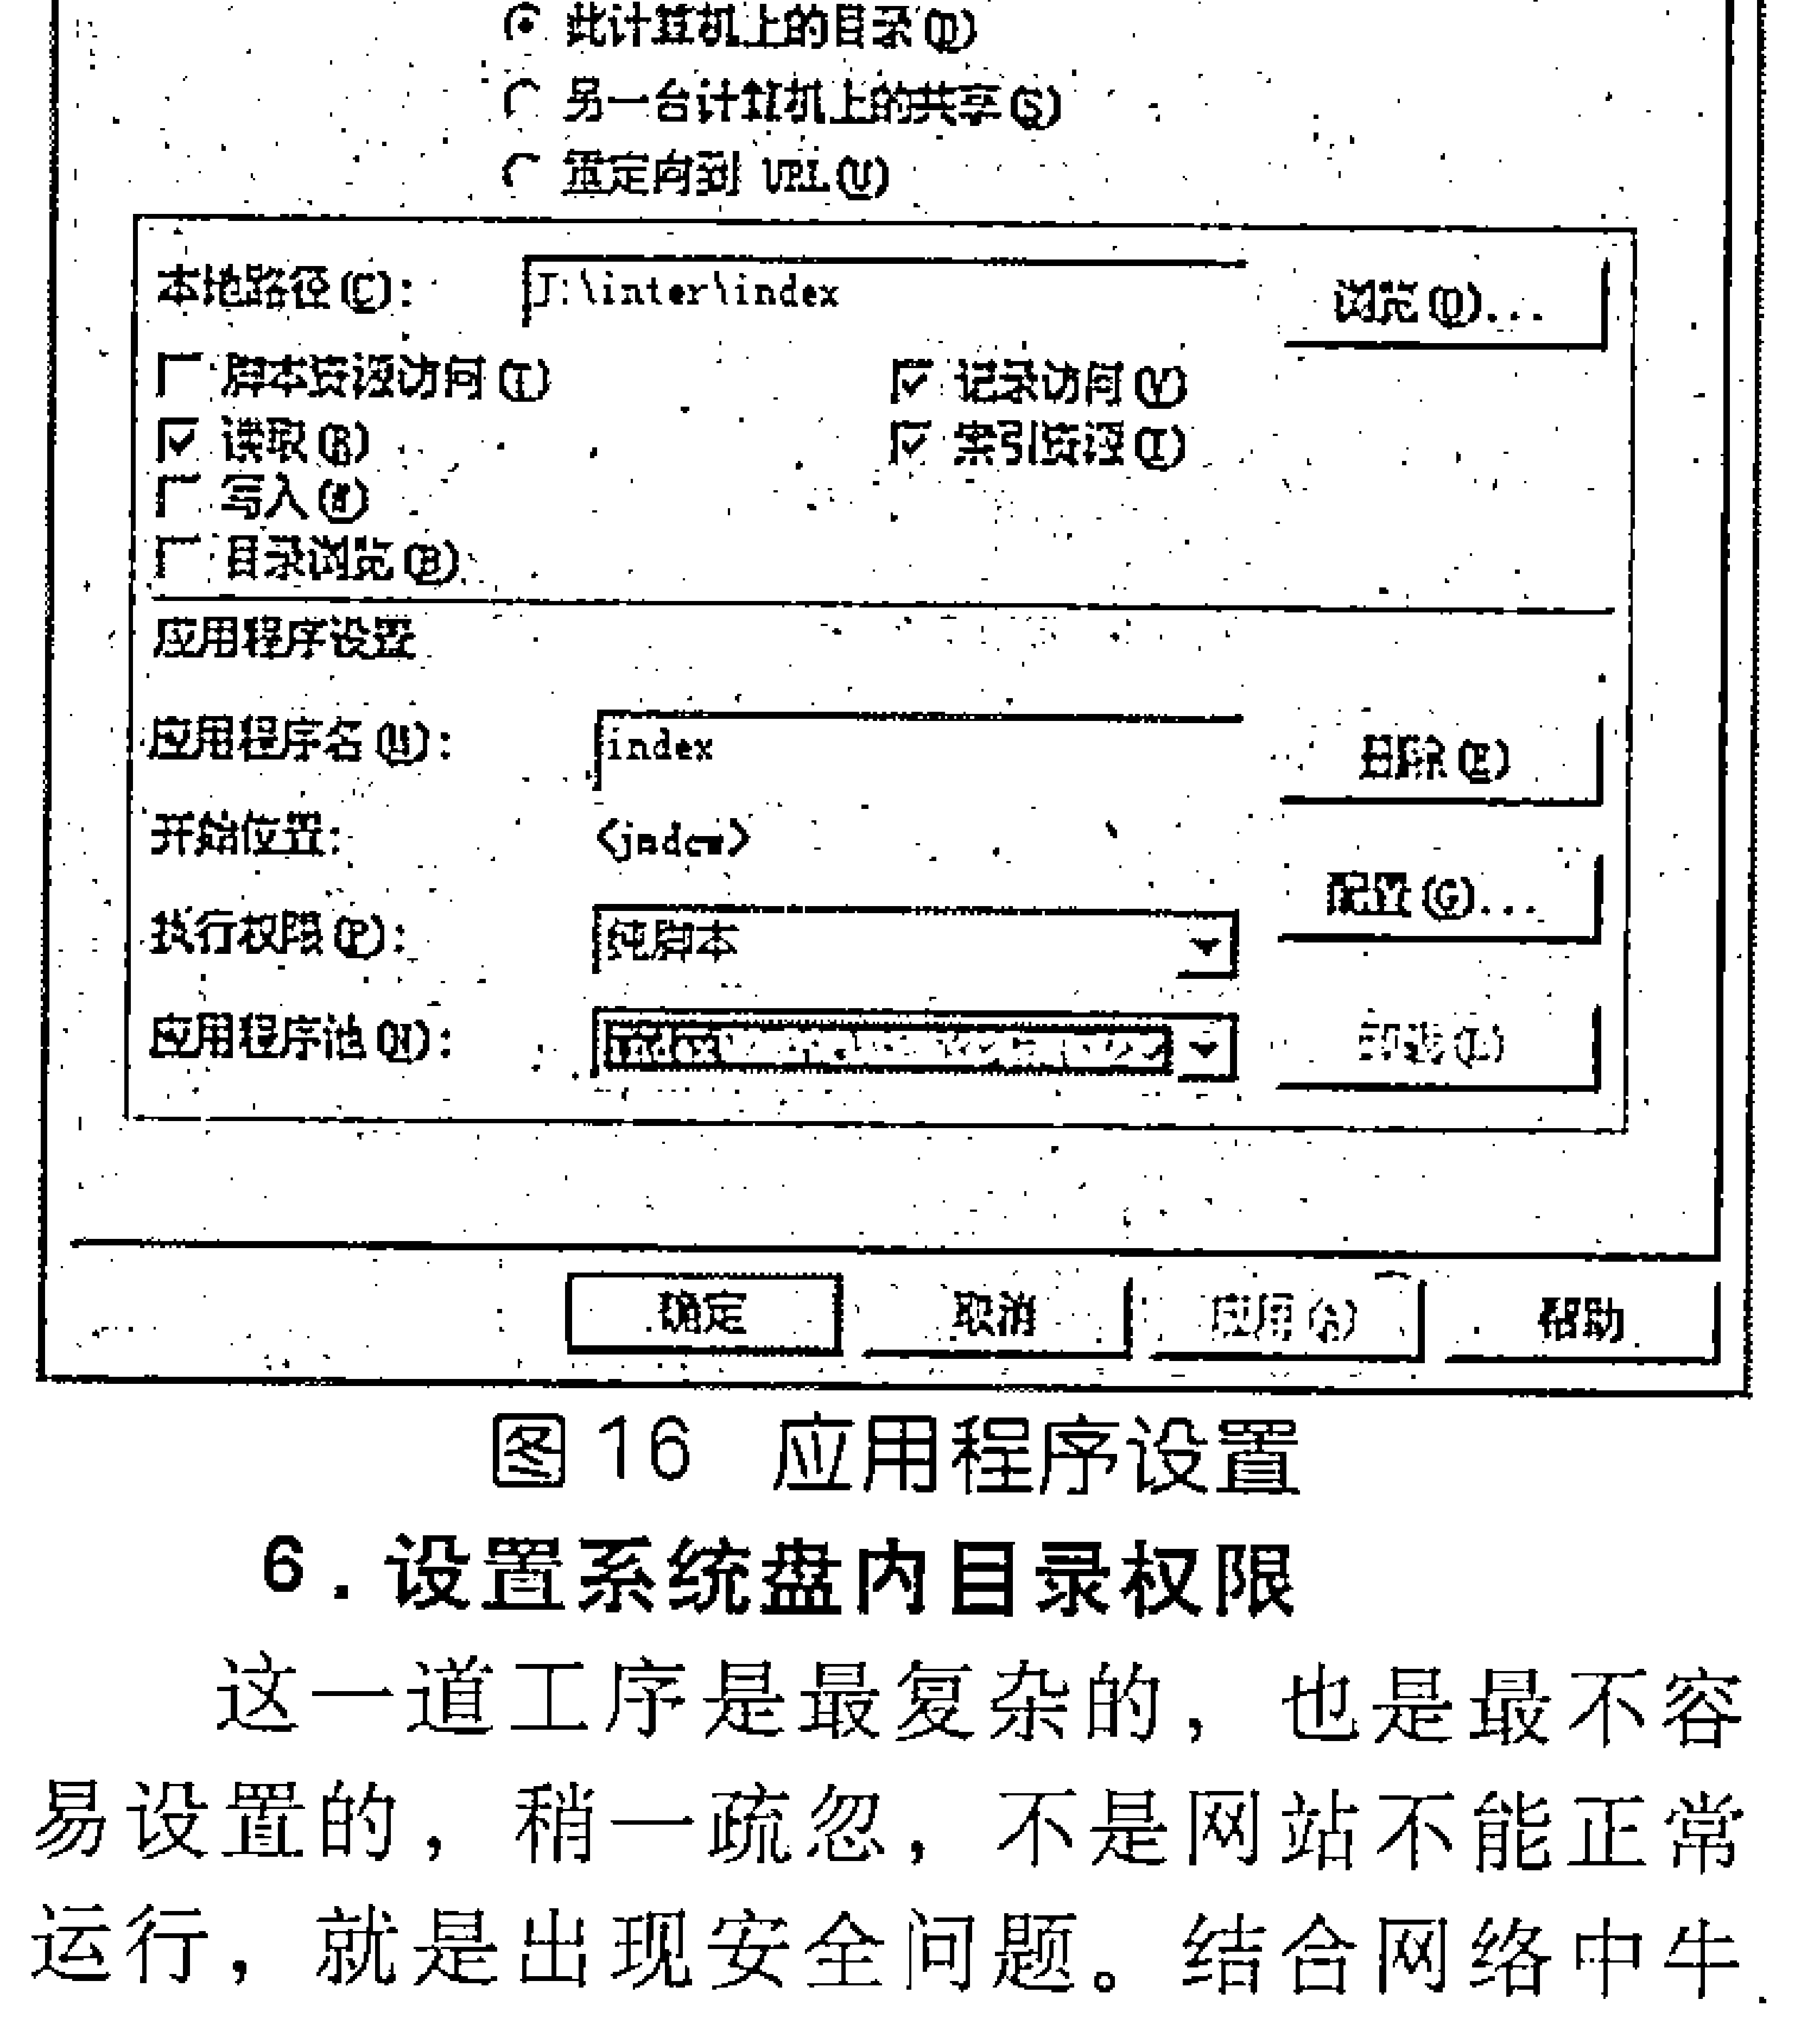 此计算机上的目录(D)
另一台计算机上的共享(S)
重定向到 URL(U)
本地路径(C): J:\inter\index 浏览(O)...
脚本资源访问(T) 记录访问(V)
读取(R) 索引资源(I)
写入(W)
目录浏览(B)
应用程序设置
应用程序名(M): index 删除(E)
开始位置: <index> 配置(G)...
执行权限(P): 纯脚本
应用程序池(N): index 卸载(L)
确定 取消 应用(A) 帮助
图 16 应用程序设置
6.设置系统盘内目录权限
这一道工序是最复杂的，也是最不容
易设置的，稍一疏忽，不是网站不能正常
运行，就是出现安全问题。结合网络中牛